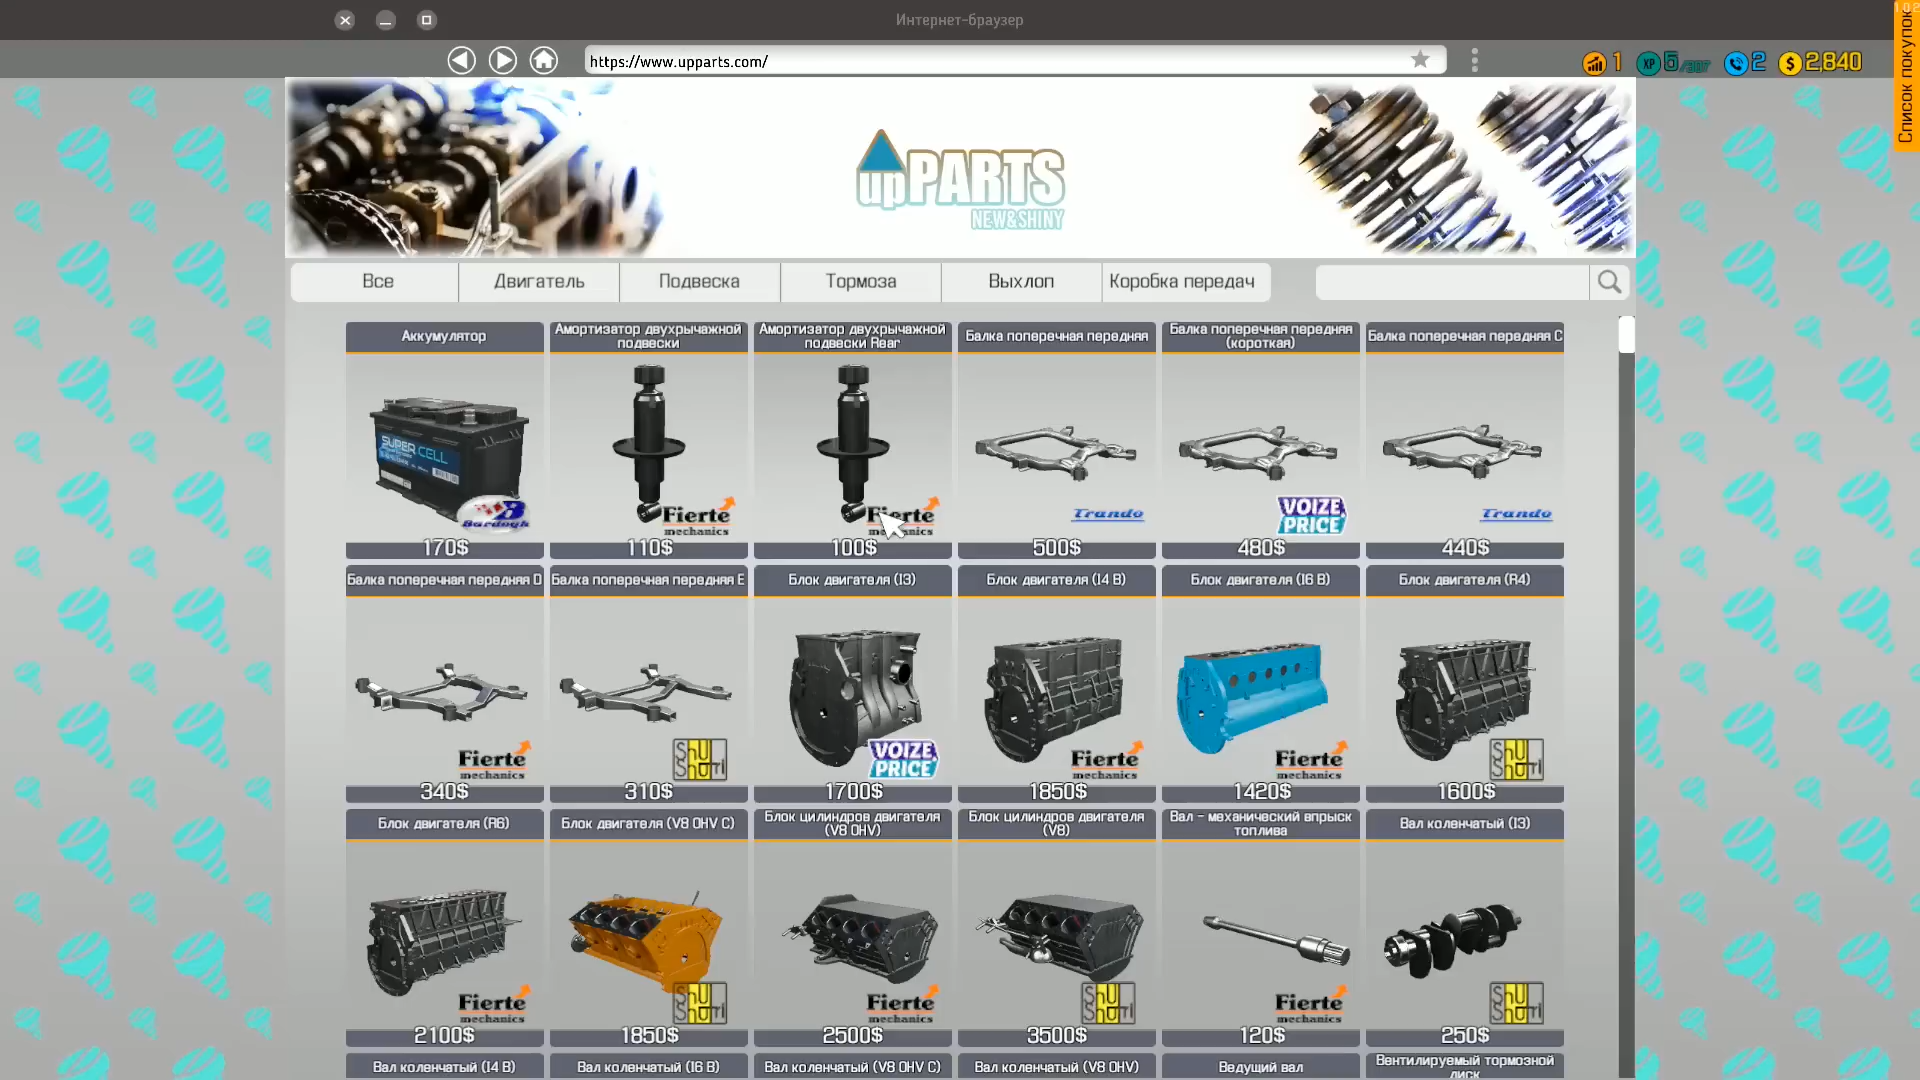 Интернет-браузер
https://www.upparts.com/
1
XP
2
$
2,840
Список покупок
upPARTS
NEW&SHINY
Все
Двигатель
Подвеска
Тормоза
Выхлоп
Коробка передач
Аккумулятор
Амортизатор двухрычажной
подвески
Амортизатор двухрычажной
подвески Rear
Балка поперечная передняя
Балка поперечная передняя
(короткая)
Балка поперечная передняя C
SUPER CELL
Fierte
mechanics
Fierte
mechanics
Trando
VOIZE
PRICE
Trando
170$
110$
100$
500$
480$
440$
Балка поперечная передняя D
Балка поперечная передняя E
Блок двигателя (I3)
Блок двигателя (I4 B)
Блок двигателя (I6 B)
Блок двигателя (R4)
Fierte
mechanics
VOIZE
PRICE
Fierte
mechanics
Fierte
mechanics
340$
310$
1700$
1850$
1420$
1600$
Блок двигателя (R6)
Блок двигателя (V8 OHV C)
Блок цилиндров двигателя
(V8 OHV)
Блок цилиндров двигателя
(V8)
Вал - механический впрыск
топлива
Вал коленчатый (I3)
Fierte
mechanics
Fierte
mechanics
Fierte
mechanics
2100$
1850$
2500$
3500$
120$
250$
Вал коленчатый (I4 B)
Вал коленчатый (I6 B)
Вал коленчатый (V8 OHV C)
Вал коленчатый (V8 OHV)
Ведущий вал
Вентилируемый тормозной
диск